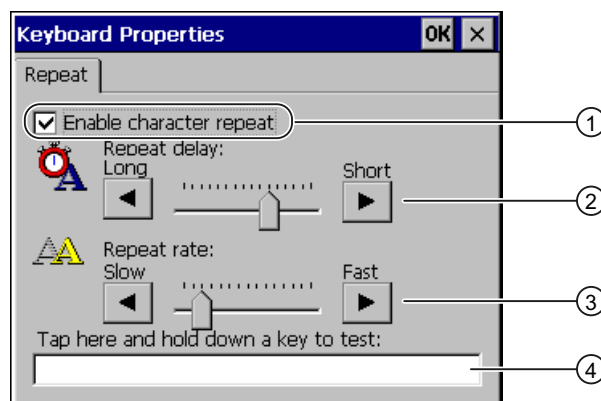 Keyboard Properties OK ×
Repeat
Enable character repeat 1
Repeat delay:
Long Short
2
Repeat rate:
Slow Fast
3
Tap here and hold down a key to test:
4